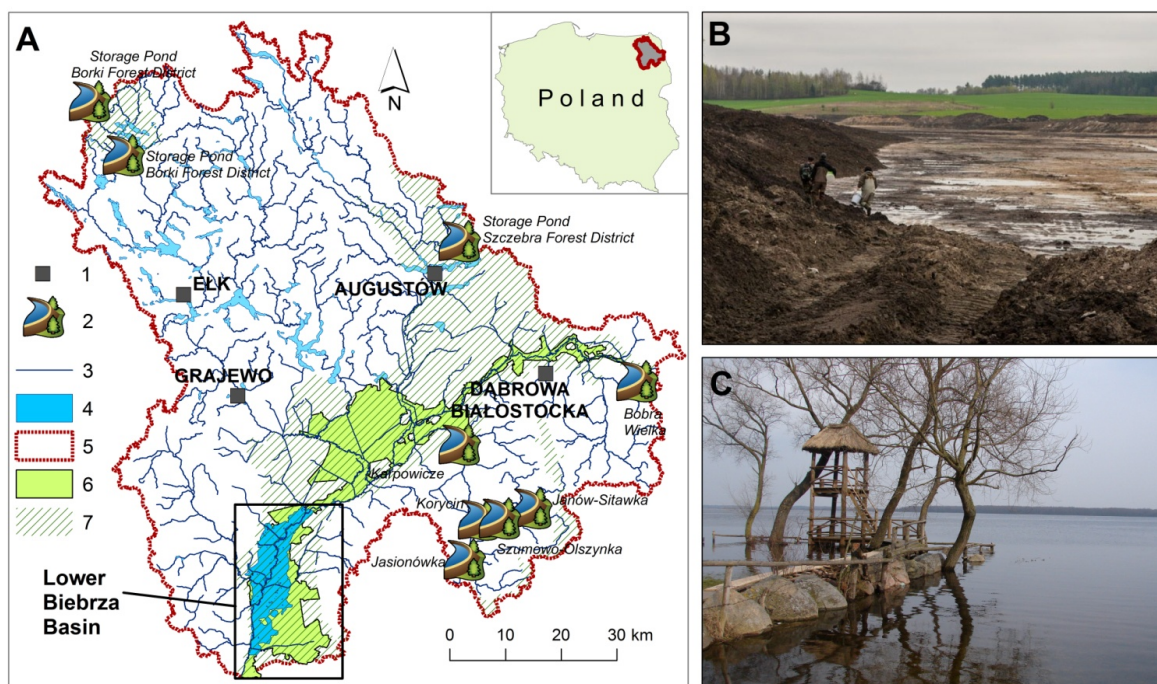 A
Storage Pond
Borki Forest District
Storage Pond
Borki Forest District
N
Poland
Storage Pond
Szczebra Forest District
EŁK
AUGUSTÓW
GRAJEWO
DĄBROWA
BIAŁOSTOCKA
Bobra
Wielka
Karpowicze
Korycin
Janów-Sitawka
Szumowo-Olszynka
Jasionówka
1
2
3
4
5
6
7
Lower
Biebrza
Basin
0 10 20 30 km
B
C